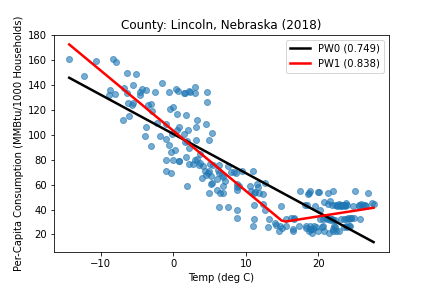 County: Lincoln, Nebraska (2018)
Per-Capita Consumption (MMBtu/1000 Households)
180
160
140
120
100
80
60
40
20
PW0 (0.749)
PW1 (0.838)
−10
0
10
20
Temp (deg C)